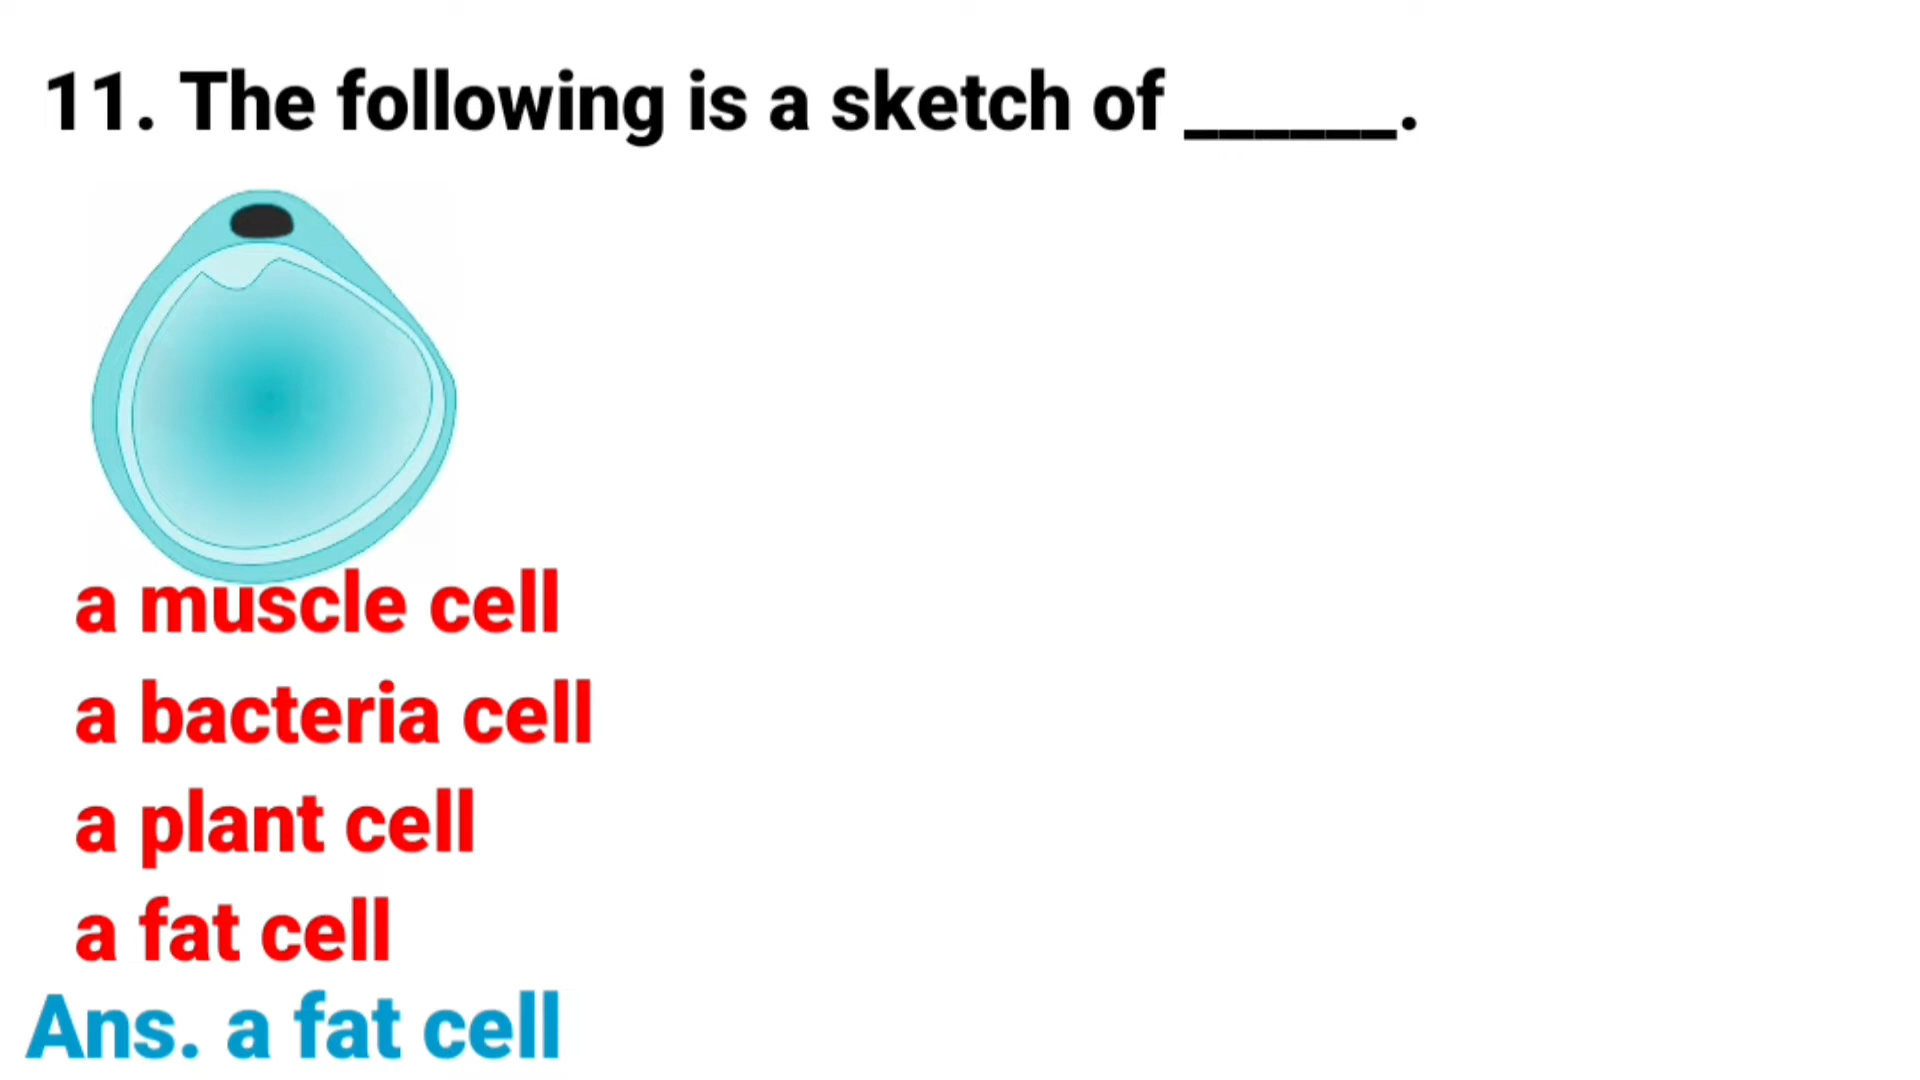 11. The following is a sketch of ______.
a muscle cell
a bacteria cell
a plant cell
a fat cell
Ans. a fat cell